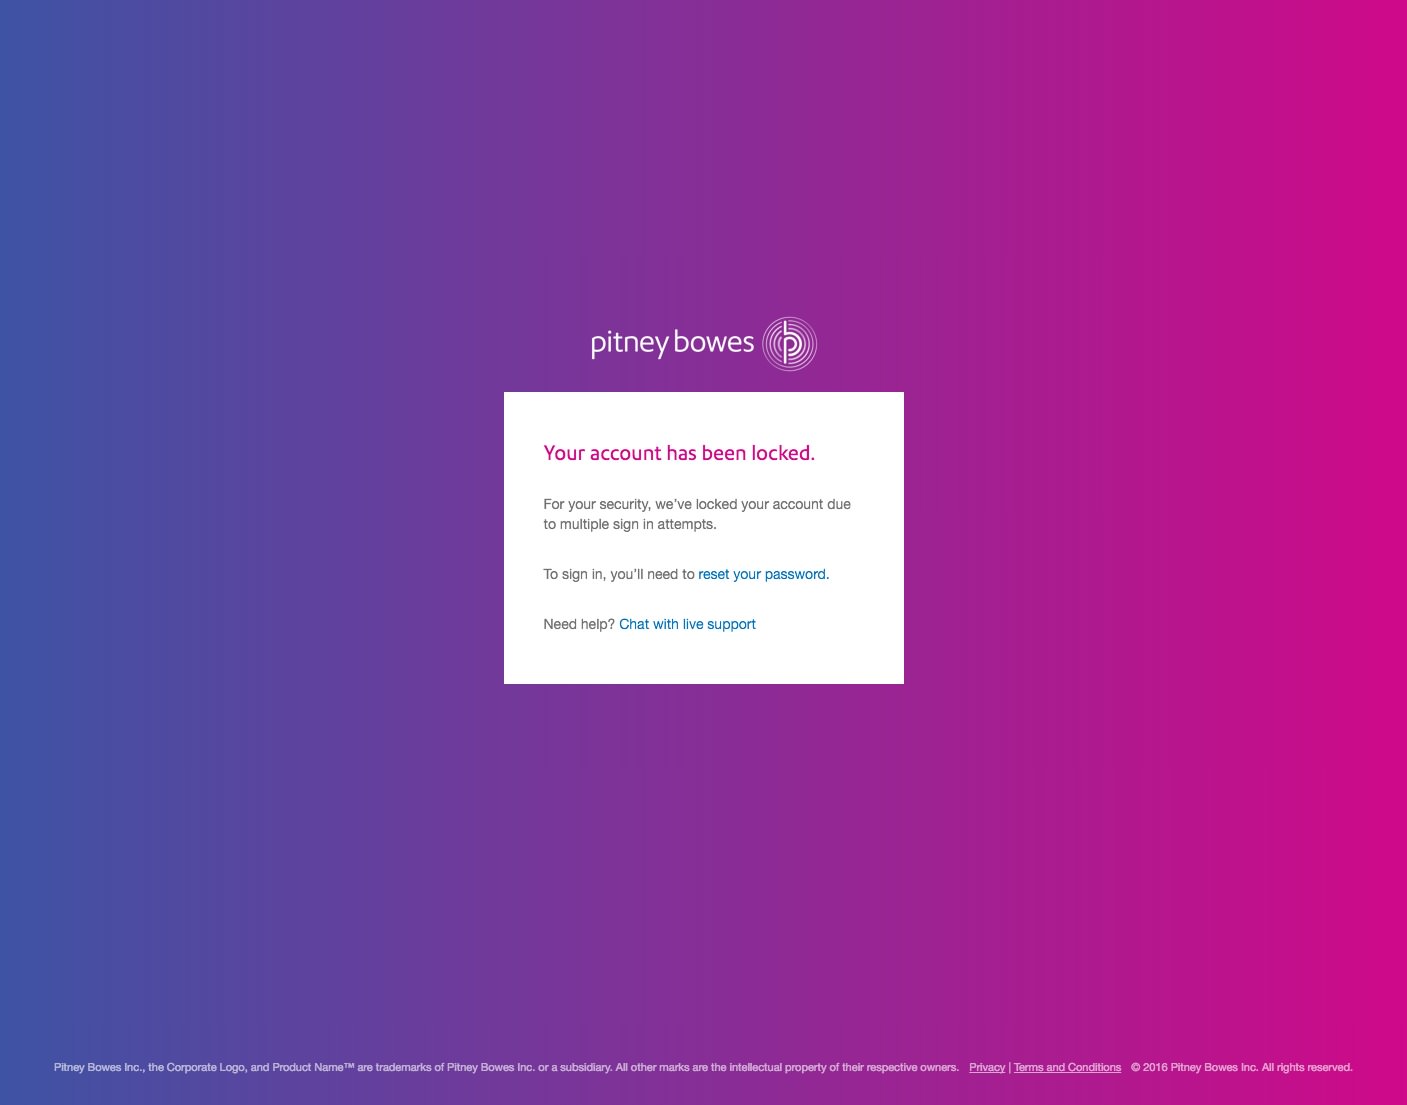 pitney bowes
Your account has been locked.
For your security, we’ve locked your account due
to multiple sign in attempts.
To sign in, you’ll need to reset your password.
Need help? Chat with live support
Pitney Bowes Inc., the Corporate Logo, and Product Name™ are trademarks of Pitney Bowes Inc. or a subsidiary. All other marks are the intellectual property of their respective owners. Privacy | Terms and Conditions © 2016 Pitney Bowes Inc. All rights reserved.